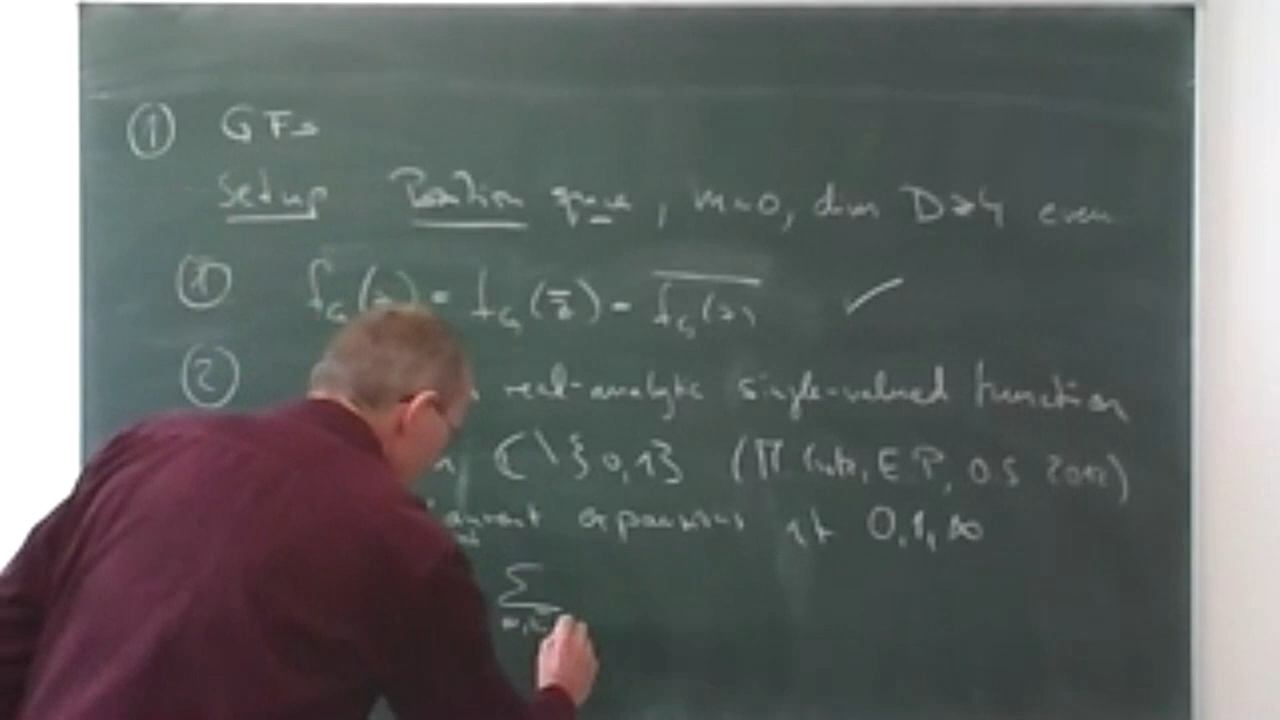 ① GFs
Setup Position space, m=0, dim D≥4 even
① f_G(z) = f_G(z̄) = \overline{f_G(z)} ✓
② real-analytic single-valued function
ℂ\{0,1} (M. Golz, E.P, O.S 2012)
expansions at 0,1,∞
Σ